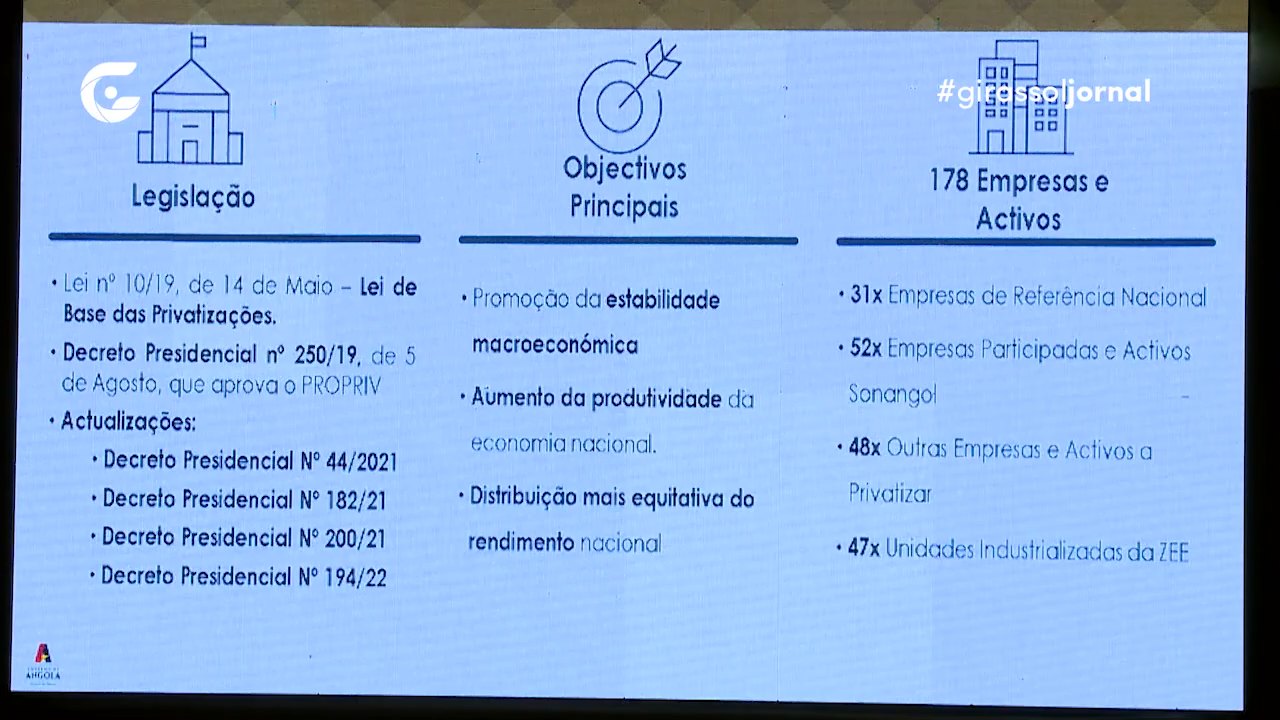 #girassoljornal
Legislação
• Lei nº 10/19, de 14 de Maio – Lei de
Base das Privatizações.
• Decreto Presidencial nº 250/19, de 5
de Agosto, que aprova o PROPRIV
• Actualizações:
• Decreto Presidencial Nº 44/2021
• Decreto Presidencial Nº 182/21
• Decreto Presidencial Nº 200/21
• Decreto Presidencial Nº 194/22
Objectivos
Principais
• Promoção da estabilidade
macroeconómica
• Aumento da produtividade da
economia nacional.
• Distribuição mais equitativa do
rendimento nacional
178 Empresas e
Activos
• 31x Empresas de Referência Nacional
• 52x Empresas Participadas e Activos
Sonangol
• 48x Outras Empresas e Activos a
Privatizar
• 47x Unidades Industrializadas da ZEE
ANGOLA